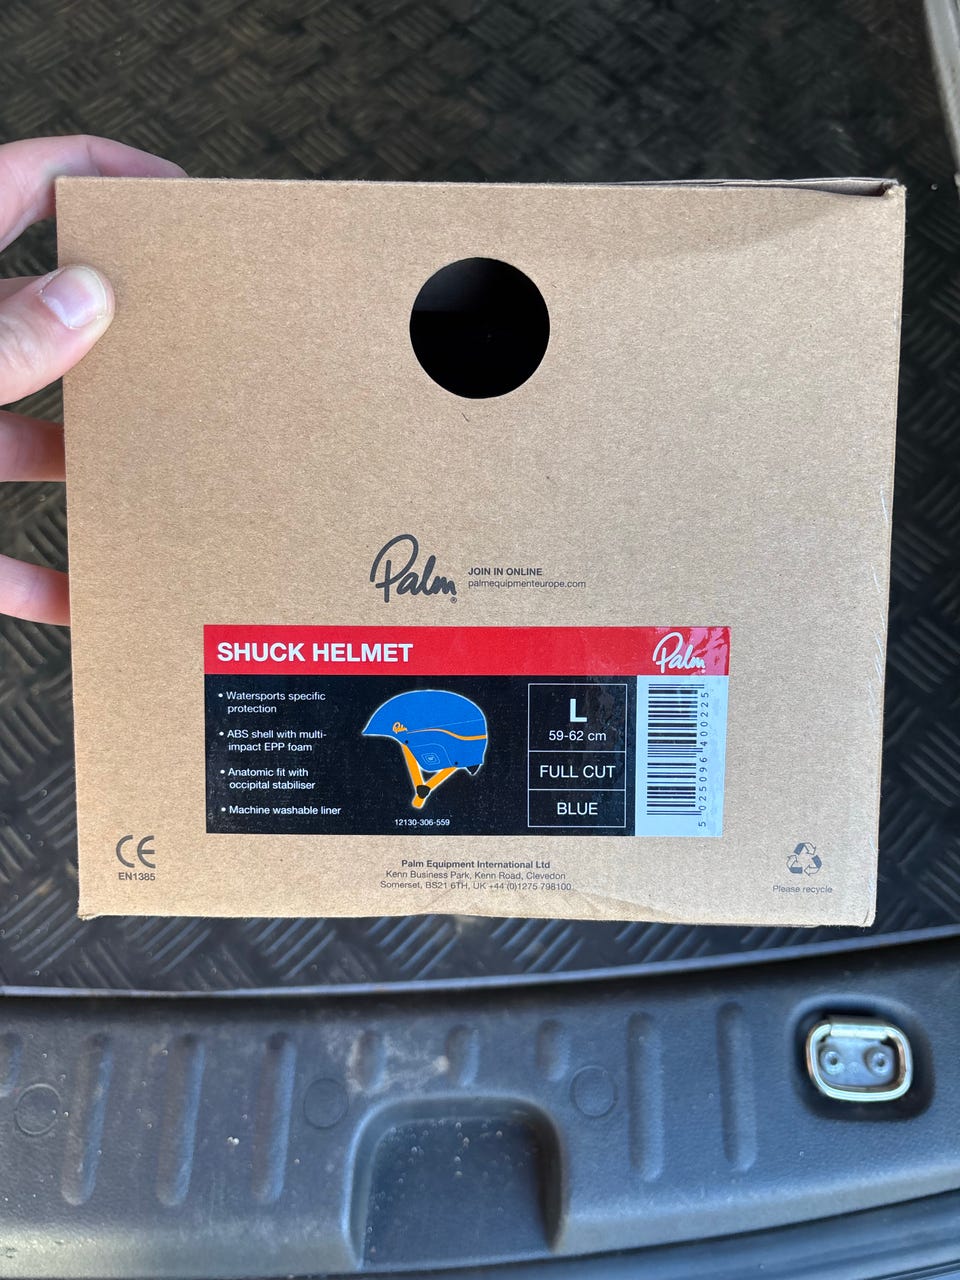 Palm®
JOIN IN ONLINE
palmequipmenteurope.com
SHUCK HELMET
Palm
• Watersports specific
protection
• ABS shell with multi-
impact EPP foam
• Anatomic fit with
occipital stabiliser
• Machine washable liner
Palm
12130-306-559
L
59-62 cm
FULL CUT
BLUE
5 025096 400225
CE
EN1385
Palm Equipment International Ltd
Kenn Business Park, Kenn Road, Clevedon
Somerset, BS21 6TH, UK +44 (0)1275 798100
Please recycle